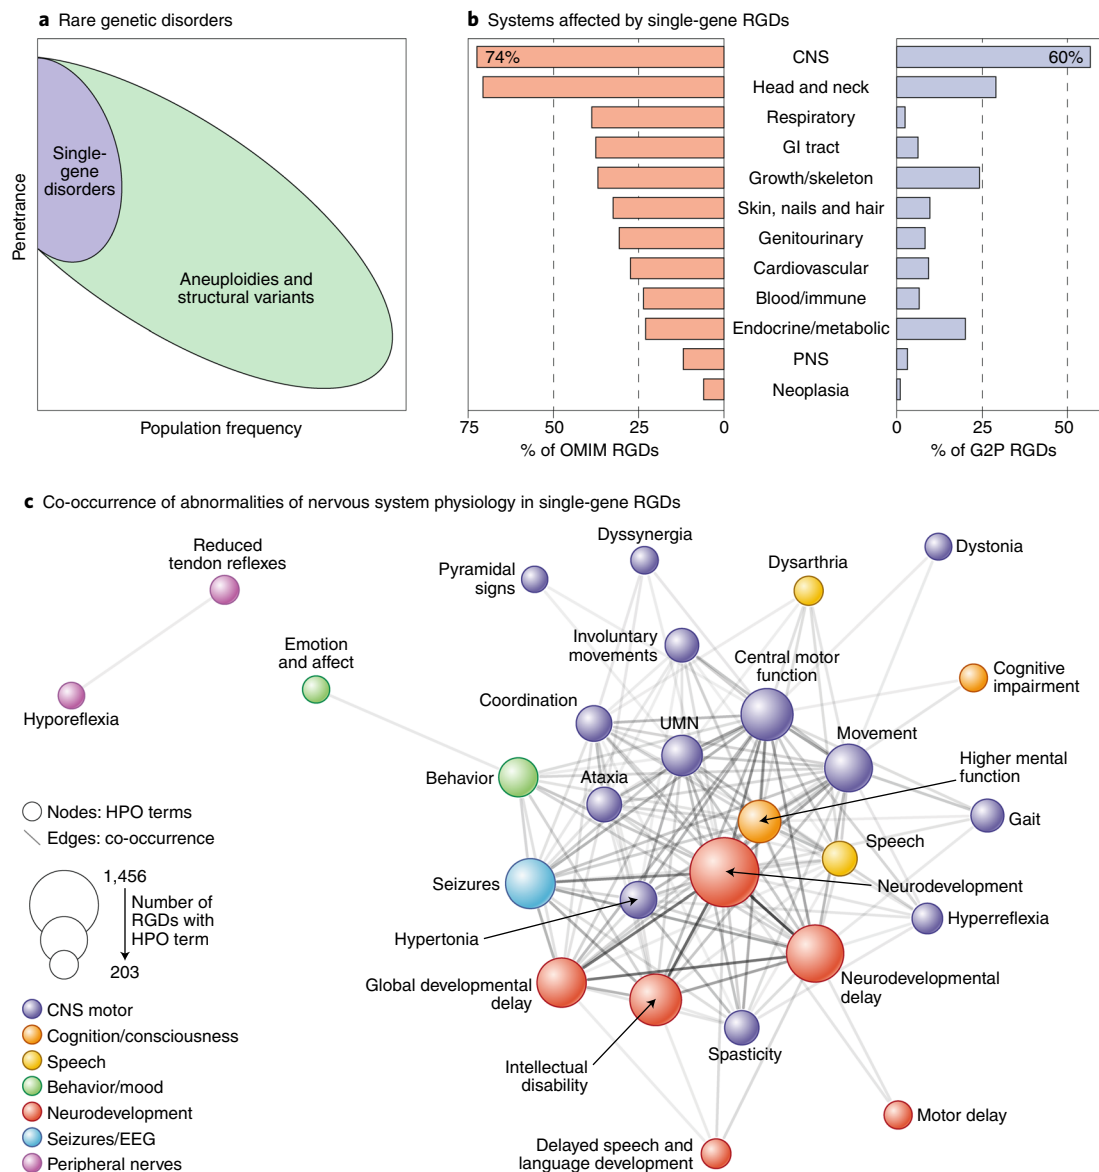 a Rare genetic disorders
Penetrance
Single-
gene
disorders
Aneuploidies and
structural variants
Population frequency
b Systems affected by single-gene RGDs
74%
CNS
60%
Head and neck
Respiratory
GI tract
Growth/skeleton
Skin, nails and hair
Genitourinary
Cardiovascular
Blood/immune
Endocrine/metabolic
PNS
Neoplasia
75
50
25
0
% of OMIM RGDs
0
25
50
% of G2P RGDs
c Co-occurrence of abnormalities of nervous system physiology in single-gene RGDs
Reduced
tendon reflexes
Hyporeflexia
Emotion
and affect
Pyramidal
signs
Dyssynergia
Dysarthria
Dystonia
Involuntary
movements
Central motor
function
Cognitive
impairment
Coordination
UMN
Movement
Higher mental
function
Behavior
Ataxia
Gait
Speech
Seizures
Neurodevelopment
Hypertonia
Hyperreflexia
Global developmental
delay
Neurodevelopmental
delay
Intellectual
disability
Spasticity
Motor delay
Delayed speech and
language development
Nodes: HPO terms
Edges: co-occurrence
1,456
Number of
RGDs with
HPO term
203
CNS motor
Cognition/consciousness
Speech
Behavior/mood
Neurodevelopment
Seizures/EEG
Peripheral nerves